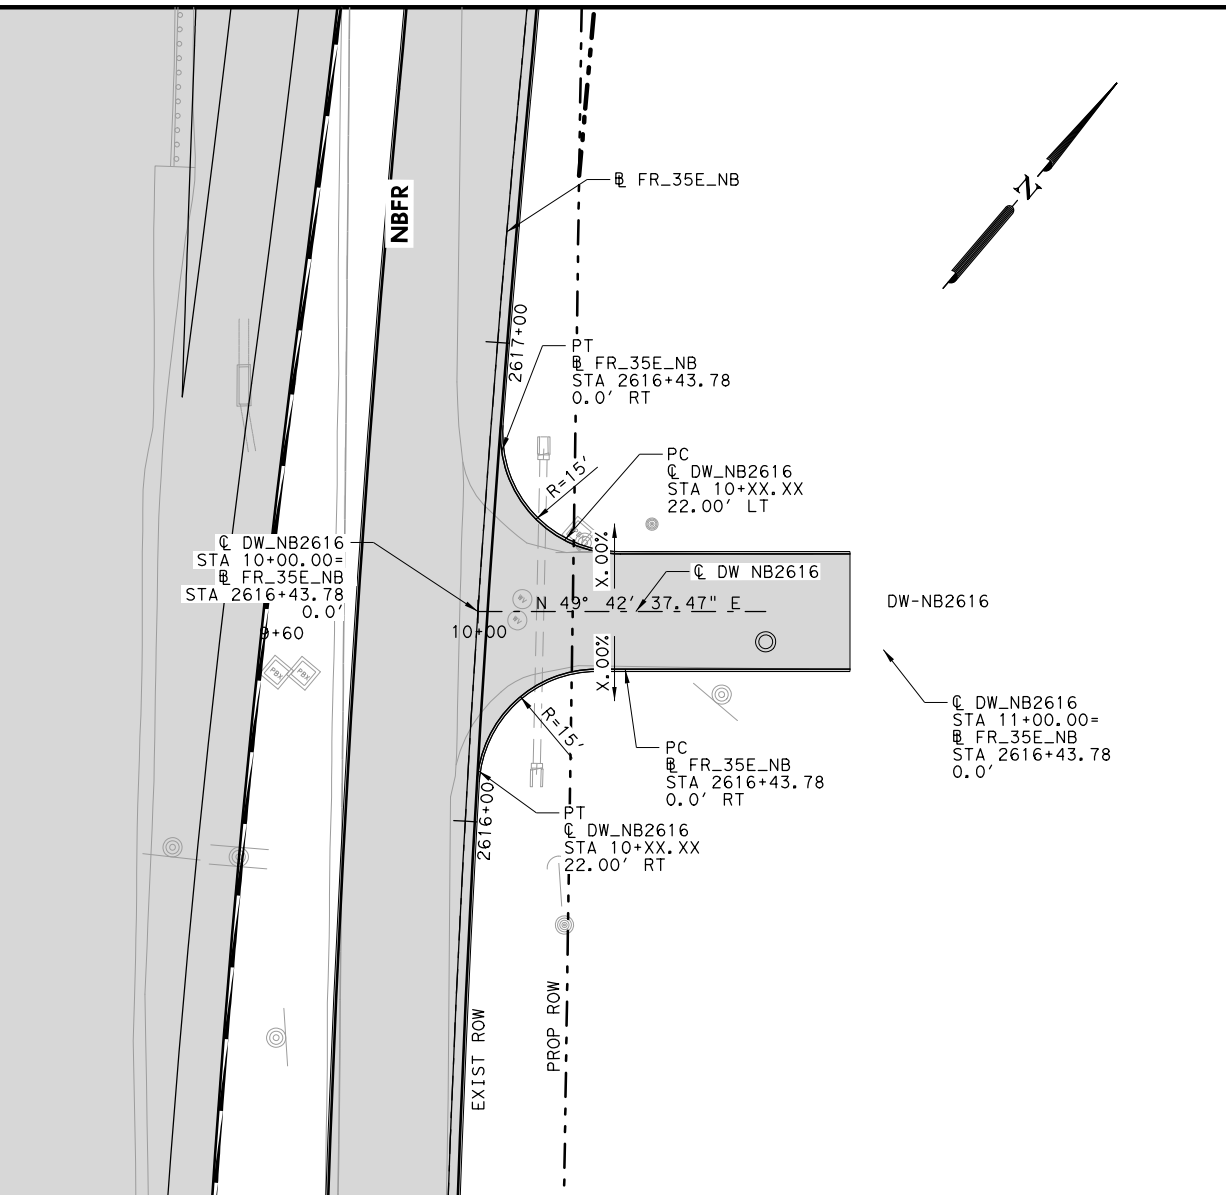 ℄ FR_35E_NB
NBFR
N
2617+00
PT
℄ FR_35E_NB
STA 2616+43.78
0.0' RT
PC
℄ DW_NB2616
STA 10+XX.XX
22.00' LT
R=15'
℄ DW_NB2616
STA 10+00.00=
℄ FR_35E_NB
STA 2616+43.78
0.0'
X.00%
℄ DW NB2616
N 49° 42' 37.47" E
DW-NB2616
9+60
10+00
X.00%
PBX
PBX
℄ DW_NB2616
STA 11+00.00=
℄ FR_35E_NB
STA 2616+43.78
0.0'
R=15'
PC
℄ FR_35E_NB
STA 2616+43.78
0.0' RT
2616+00
PT
℄ DW_NB2616
STA 10+XX.XX
22.00' RT
EXIST ROW
PROP ROW